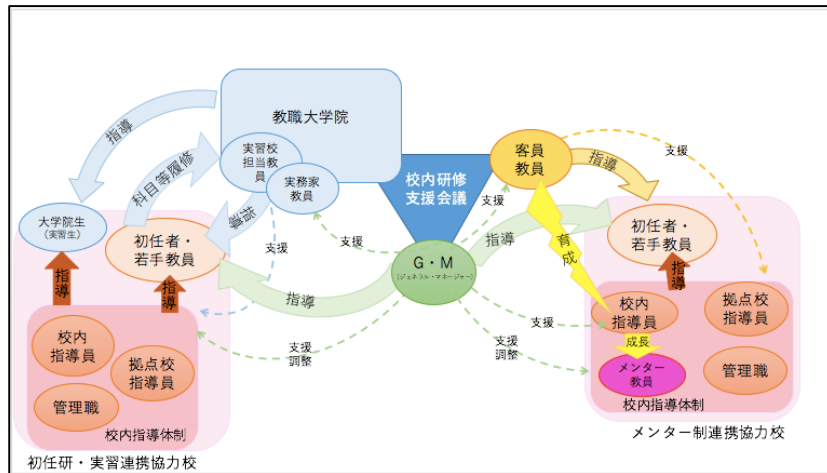 教職大学院
指導
科目等履修
実習校
担当教
員
実務家
教員
校内研修
支援会議
客員
教員
指導
支援
大学院生
(実習生)
初任者・
若手教員
指導
支援
支援
支援
G・M
(ジェネラル・マネージャー)
指導
指導
育成
初任者・
若手教員
指導
指導
指導
校内
指導員
拠点校
指導員
管理職
校内指導体制
初任研・実習連携協力校
支援
調整
支援
支援
調整
校内
指導員
成長
メンター
教員
拠点校
指導員
管理職
校内指導体制
メンター制連携協力校